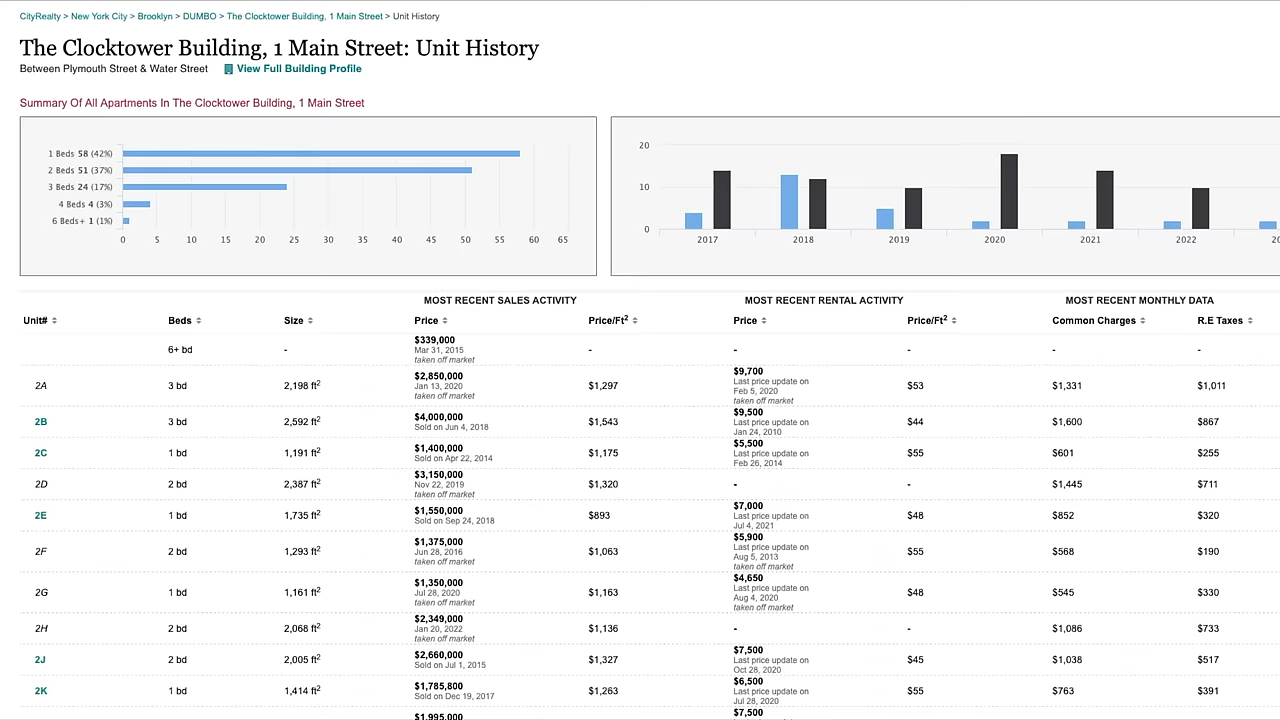 CityRealty > New York City > Brooklyn > DUMBO > The Clocktower Building, 1 Main Street > Unit History
The Clocktower Building, 1 Main Street: Unit History
Between Plymouth Street & Water Street View Full Building Profile
Summary Of All Apartments In The Clocktower Building, 1 Main Street
1 Beds 58 (42%)
2 Beds 51 (37%)
3 Beds 24 (17%)
4 Beds 4 (3%)
6 Beds+ 1 (1%)
0 5 10 15 20 25 30 35 40 45 50 55 60 65
20
10
0
2017 2018 2019 2020 2021 2022
MOST RECENT SALES ACTIVITY MOST RECENT RENTAL ACTIVITY MOST RECENT MONTHLY DATA
Unit# Beds Size Price Price/Ft² Price Price/Ft² Common Charges R.E Taxes
6+ bd - $339,000 - - - - -
Mar 31, 2015
taken off market
2A 3 bd 2,198 ft² $2,850,000 $1,297 $9,700 $53 $1,331 $1,011
Jan 13, 2020 Last price update on
taken off market Feb 5, 2020
taken off market
2B 3 bd 2,592 ft² $4,000,000 $1,543 $9,500 $44 $1,600 $867
Sold on Jun 4, 2018 Last price update on
Jan 24, 2010
2C 1 bd 1,191 ft² $1,400,000 $1,175 $5,500 $55 $601 $255
Sold on Apr 22, 2014 Last price update on
Feb 26, 2014
2D 2 bd 2,387 ft² $3,150,000 $1,320 - - $1,445 $711
Nov 22, 2019
taken off market
2E 1 bd 1,735 ft² $1,550,000 $893 $7,000 $48 $852 $320
Sold on Sep 24, 2018 Last price update on
Jul 4, 2021
2F 2 bd 1,293 ft² $1,375,000 $1,063 $5,900 $55 $568 $190
Jun 28, 2016 Last price update on
taken off market Aug 5, 2013
taken off market
2G 1 bd 1,161 ft² $1,350,000 $1,163 $4,650 $48 $545 $330
Jul 28, 2020 Last price update on
taken off market Aug 4, 2020
taken off market
2H 2 bd 2,068 ft² $2,349,000 $1,136 - - $1,086 $733
Jan 20, 2022
taken off market
2J 2 bd 2,005 ft² $2,660,000 $1,327 $7,500 $45 $1,038 $517
Sold on Jul 1, 2015 Last price update on
Oct 28, 2020
2K 1 bd 1,414 ft² $1,785,800 $1,263 $6,500 $55 $763 $391
Sold on Dec 19, 2017 Last price update on
Jul 28, 2020
$1,995,000 $7,500